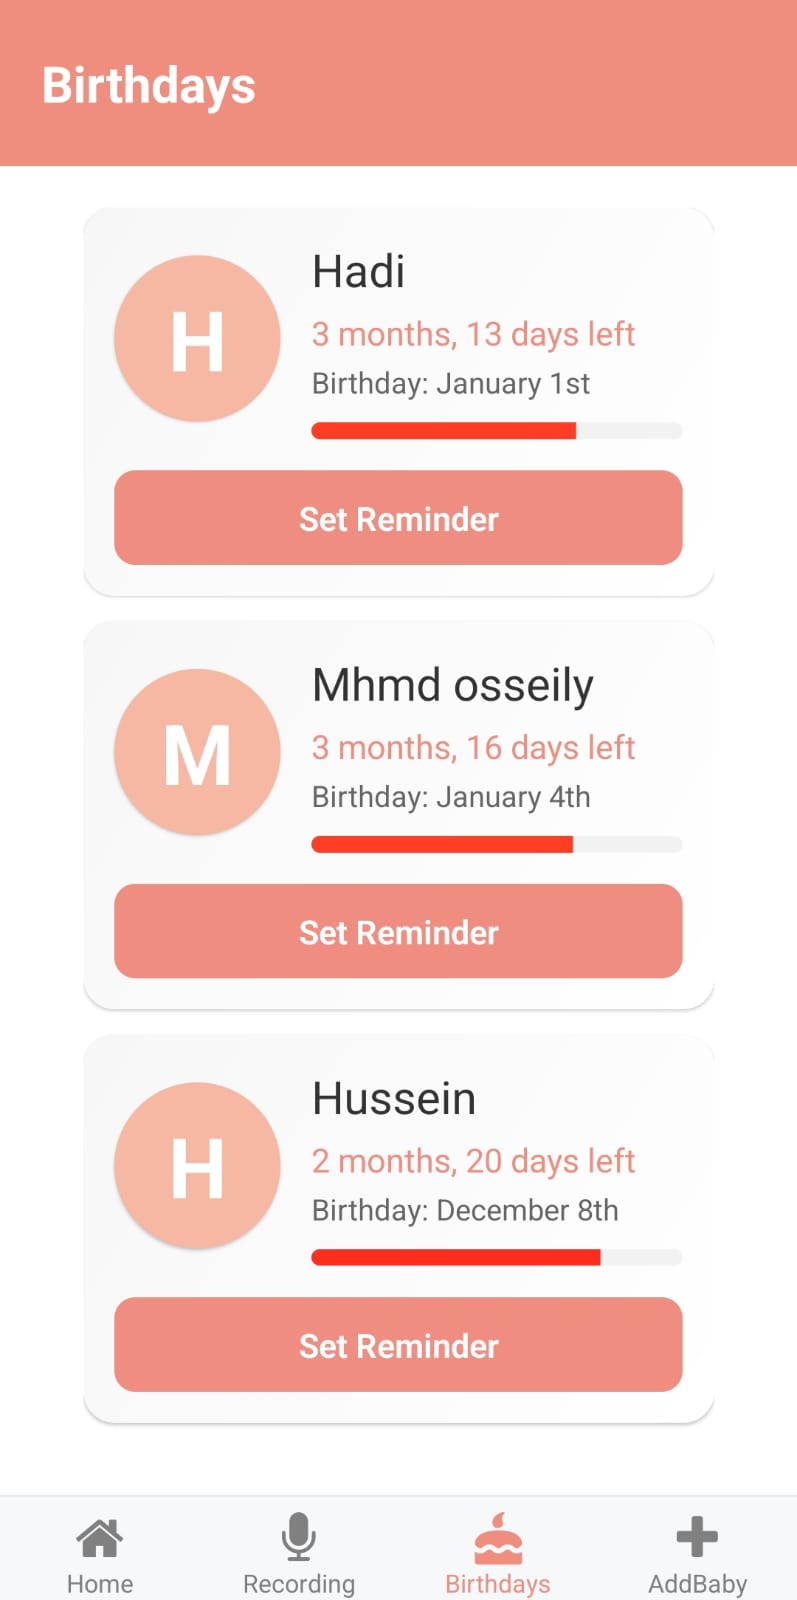 Birthdays
H
Hadi
3 months, 13 days left
Birthday: January 1st
Set Reminder
M
Mhmd osseily
3 months, 16 days left
Birthday: January 4th
Set Reminder
H
Hussein
2 months, 20 days left
Birthday: December 8th
Set Reminder
Home
Recording
Birthdays
AddBaby